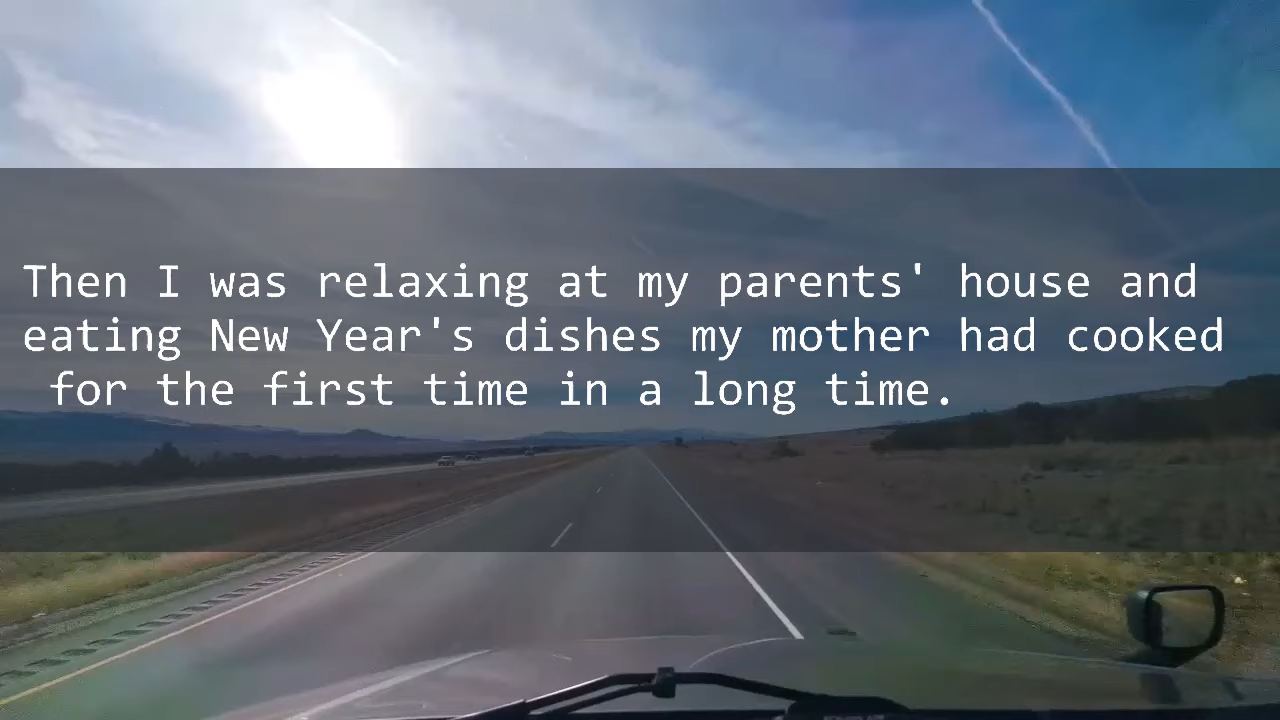 Then I was relaxing at my parents' house and
eating New Year's dishes my mother had cooked
for the first time in a long time.